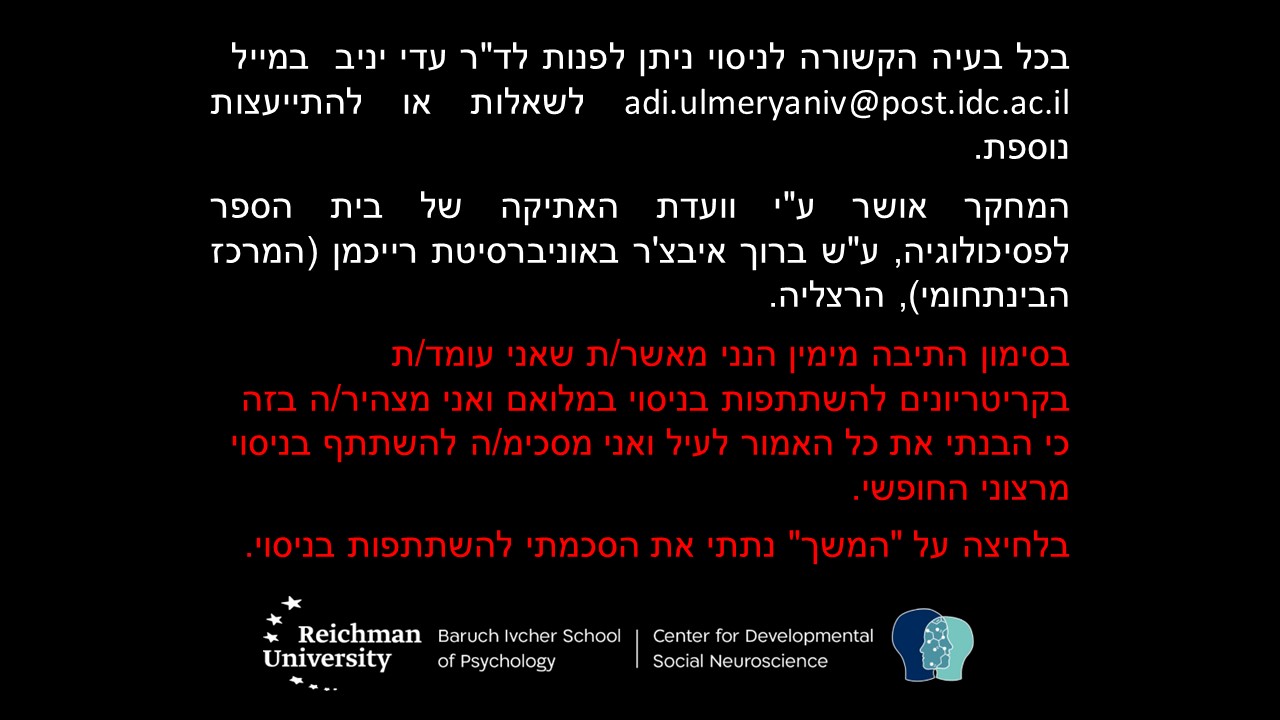 בכל בעיה הקשורה לניסוי ניתן לפנות לד"ר עדי יניב במייל
adi.ulmeryaniv@post.idc.ac.il לשאלות או להתייעצות
נוספת.
המחקר אושר ע"י וועדת האתיקה של בית הספר
לפסיכולוגיה, ע"ש ברוך איבצ'ר באוניברסיטת רייכמן (המרכז
הבינתחומי), הרצליה.
בסימון התיבה מימין הנני מאשר/ת שאני עומד/ת
בקריטריונים להשתתפות בניסוי במלואם ואני מצהיר/ה בזה
כי הבנתי את כל האמור לעיל ואני מסכימ/ה להשתתף בניסוי
מרצוני החופשי.
בלחיצה על "המשך" נתתי את הסכמתי להשתתפות בניסוי.
Reichman
University
Baruch Ivcher School
of Psychology
Center for Developmental
Social Neuroscience